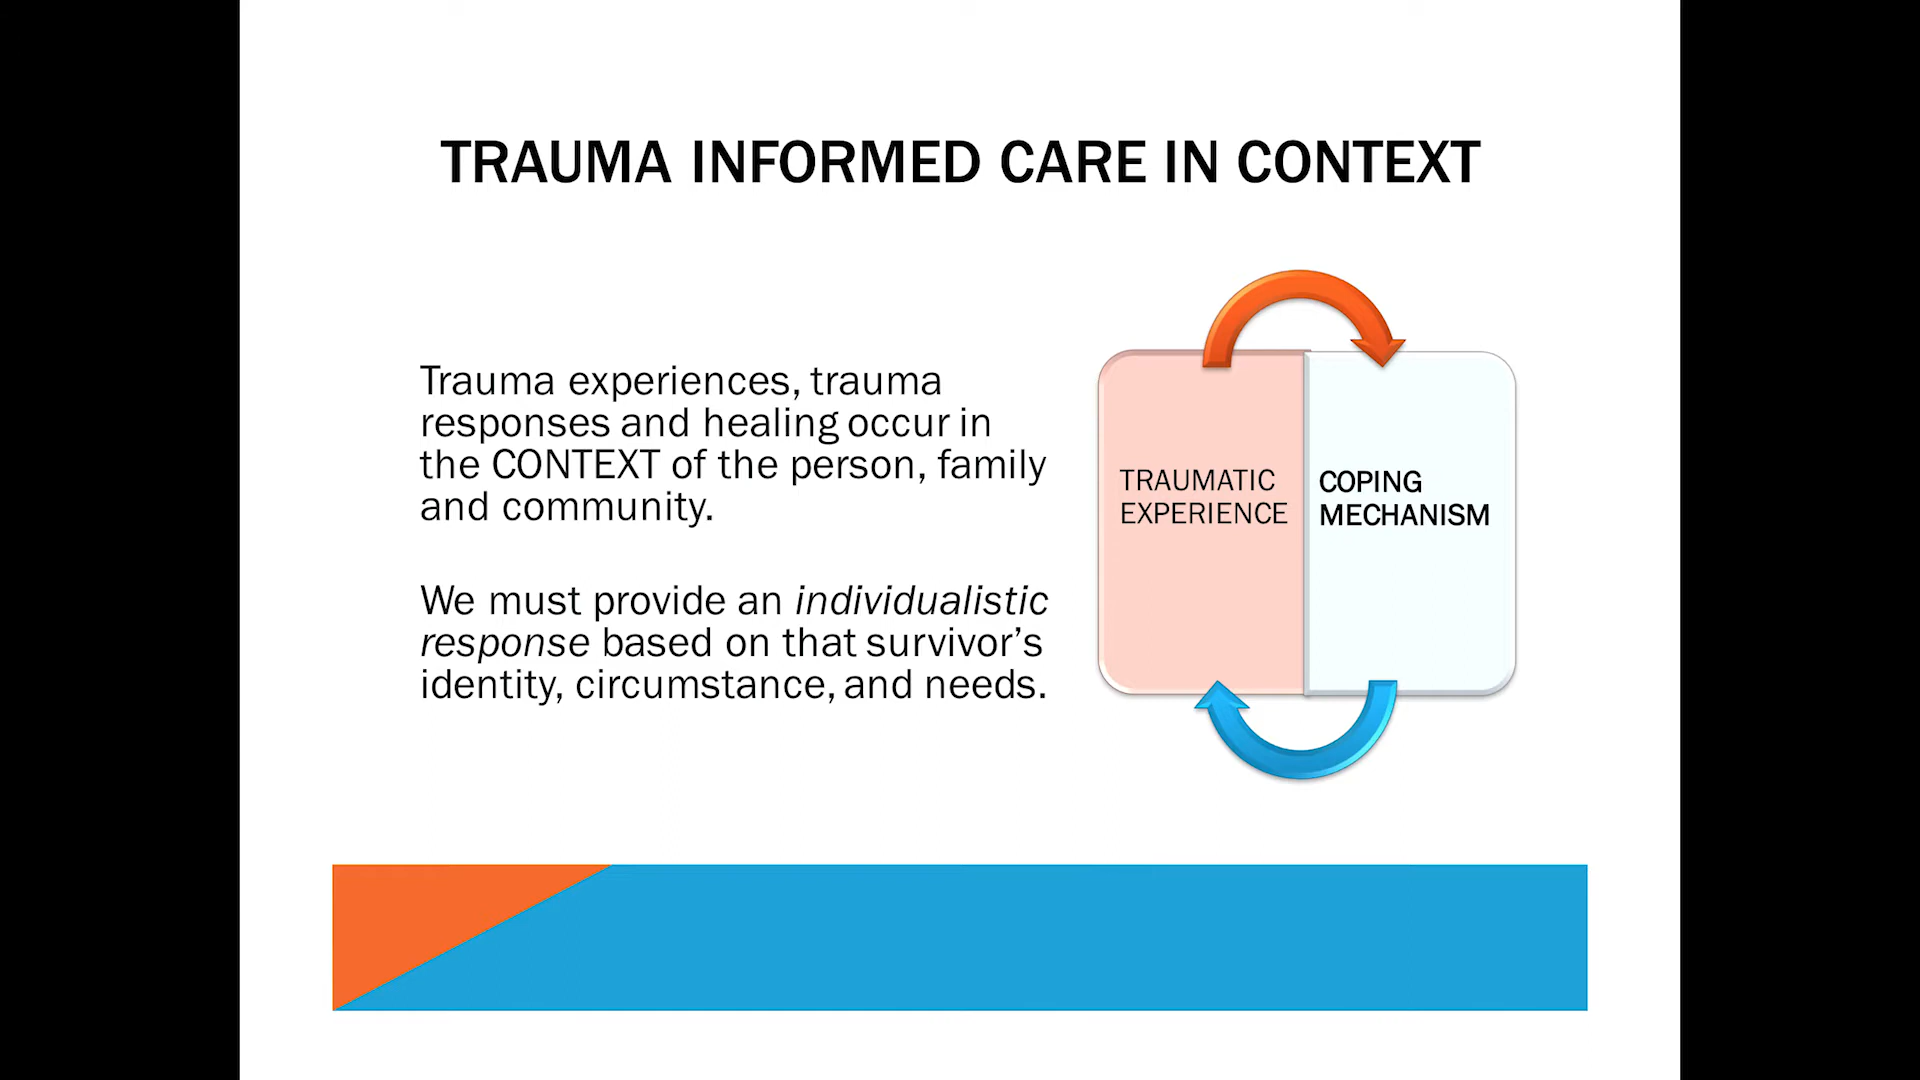 TRAUMA INFORMED CARE IN CONTEXT
Trauma experiences, trauma
responses and healing occur in
the CONTEXT of the person, family
and community.
We must provide an individualistic
response based on that survivor’s
identity, circumstance, and needs.
TRAUMATIC
EXPERIENCE
COPING
MECHANISM